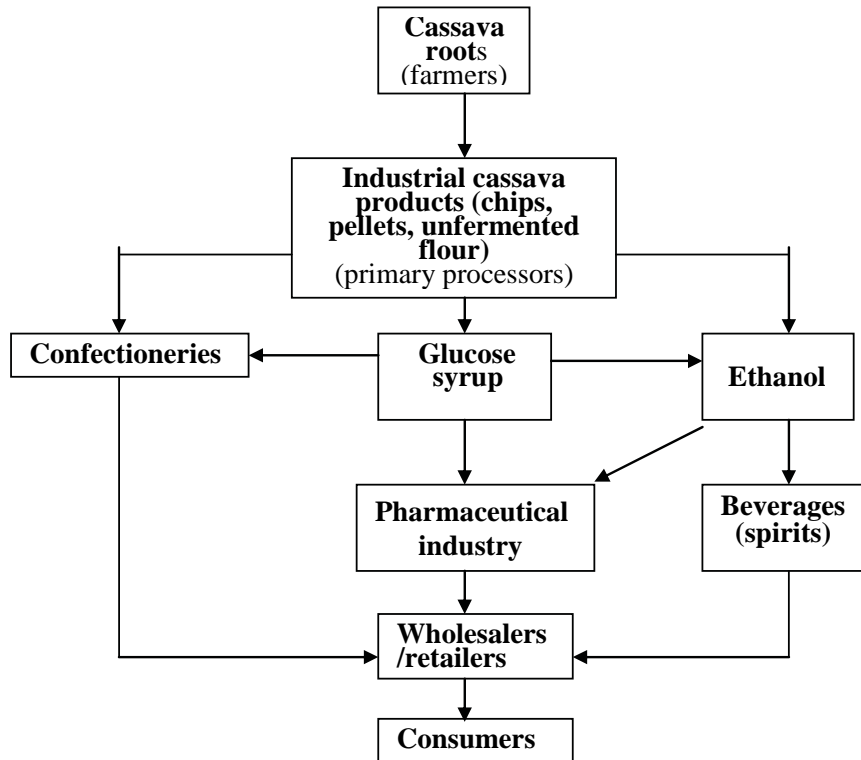 Cassava
roots
(farmers)
Industrial cassava
products (chips,
pellets, unfermented
flour)
(primary processors)
Confectioneries
Glucose
syrup
Ethanol
Pharmaceutical
industry
Beverages
(spirits)
Wholesalers
/retailers
Consumers